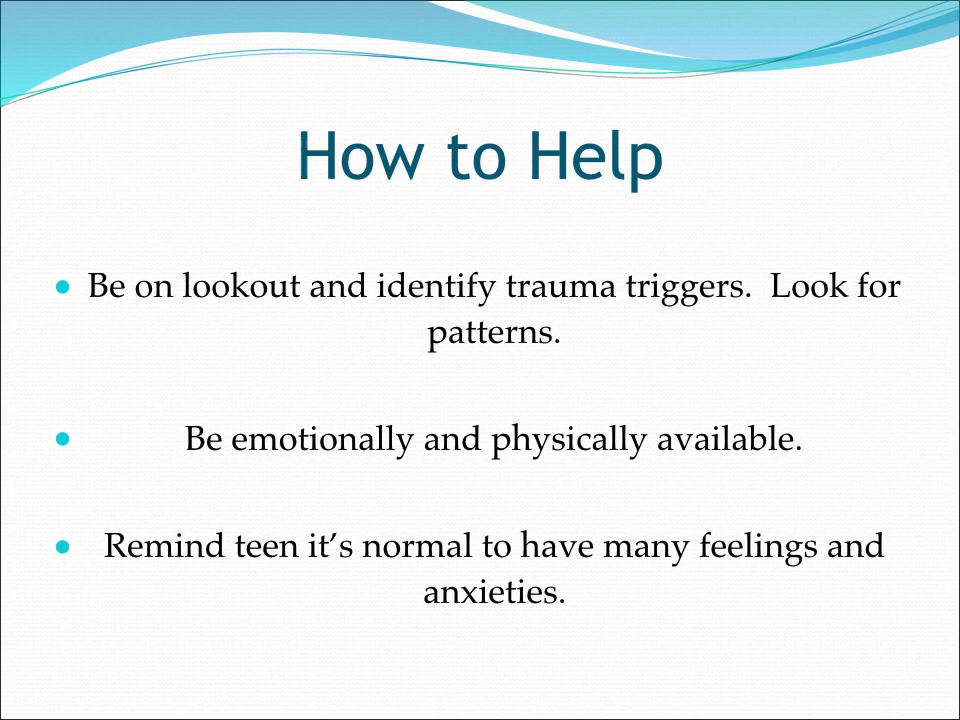 How to Help
• Be on lookout and identify trauma triggers.  Look for
patterns.
• Be emotionally and physically available.
• Remind teen it’s normal to have many feelings and
anxieties.